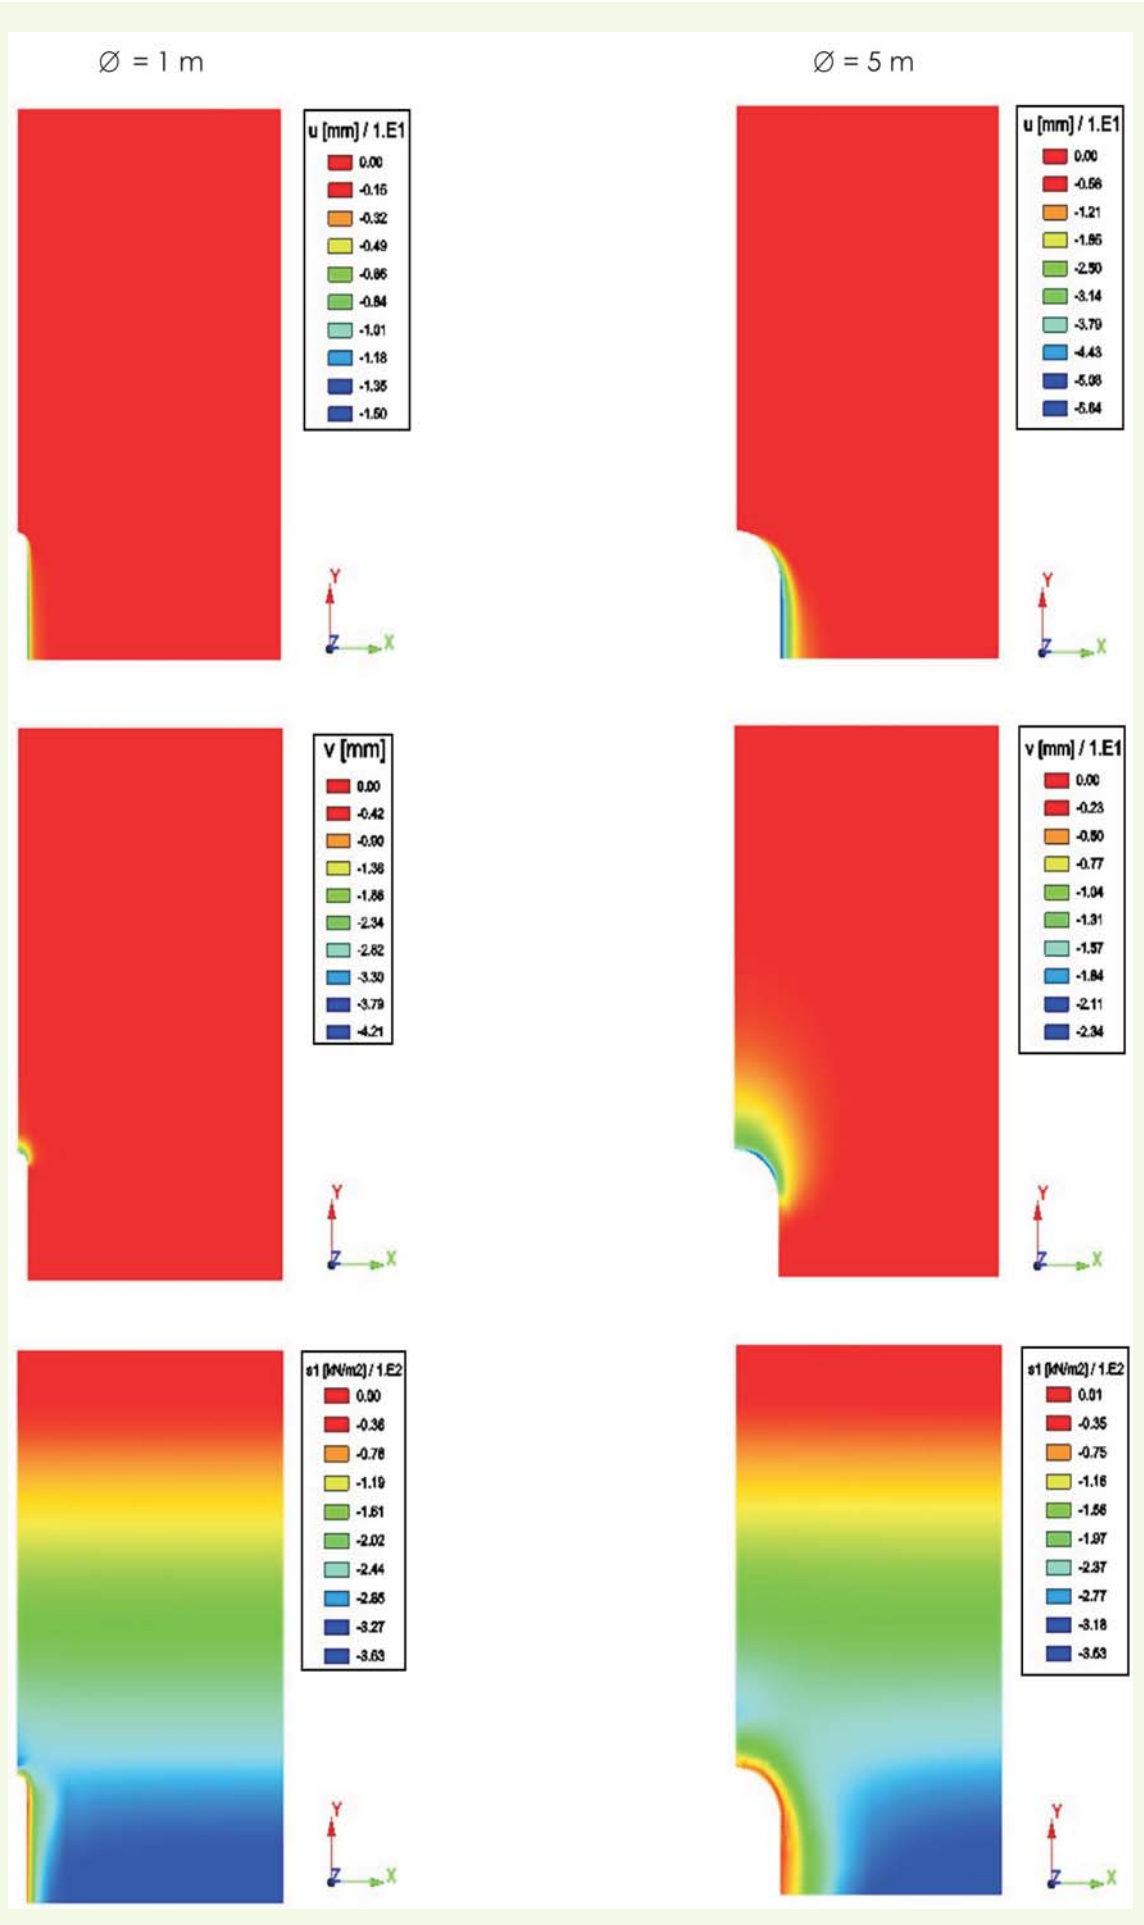 Ø = 1 m
Ø = 5 m
u [mm] / 1.E1
0.00
-0.15
-0.32
-0.49
-0.66
-0.84
-1.01
-1.18
-1.35
-1.50
Y
Z
X
u [mm] / 1.E1
0.00
-0.56
-1.21
-1.85
-2.50
-3.14
-3.79
-4.43
-5.08
-5.64
Y
Z
X
v [mm]
0.00
-0.42
-0.90
-1.38
-1.86
-2.34
-2.82
-3.30
-3.79
-4.21
Y
Z
X
v [mm] / 1.E1
0.00
-0.23
-0.50
-0.77
-1.04
-1.31
-1.57
-1.84
-2.11
-2.34
Y
Z
X
s1 [kN/m2] / 1.E2
0.00
-0.36
-0.78
-1.19
-1.61
-2.02
-2.44
-2.85
-3.27
-3.63
Y
Z
X
s1 [kN/m2] / 1.E2
0.01
-0.35
-0.75
-1.16
-1.56
-1.97
-2.37
-2.77
-3.18
-3.53
Y
Z
X